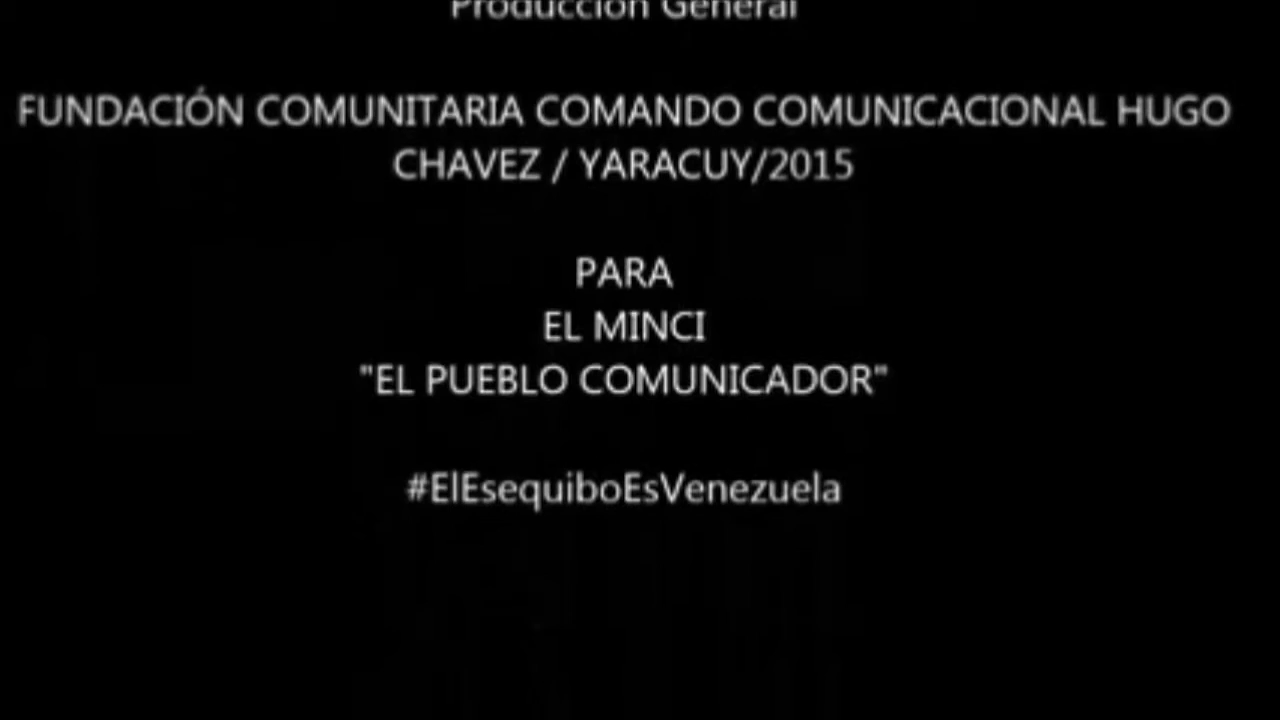 Producción General
FUNDACIÓN COMUNITARIA COMANDO COMUNICACIONAL HUGO
CHAVEZ / YARACUY/2015
PARA
EL MINCI
"EL PUEBLO COMUNICADOR"
#ElEsequiboEsVenezuela